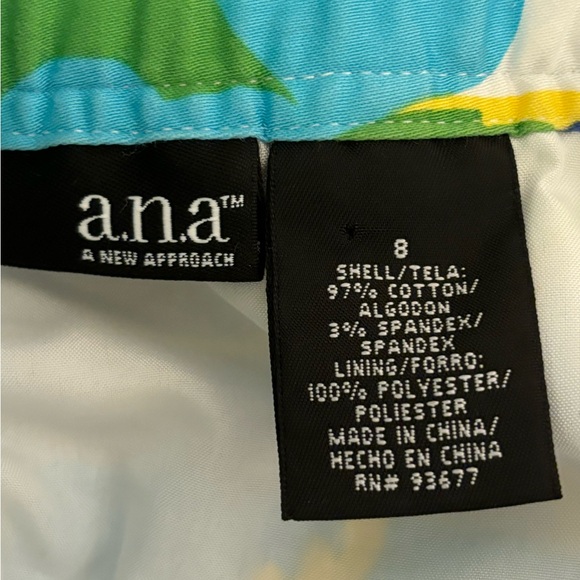 a.n.a™
A NEW APPROACH
8
SHELL/TELA:
97% COTTON/
ALGODON
3% SPANDEX/
SPANDEX
LINING/FORRO:
100% POLYESTER/
POLIESTER
MADE IN CHINA/
HECHO EN CHINA
RN# 93677